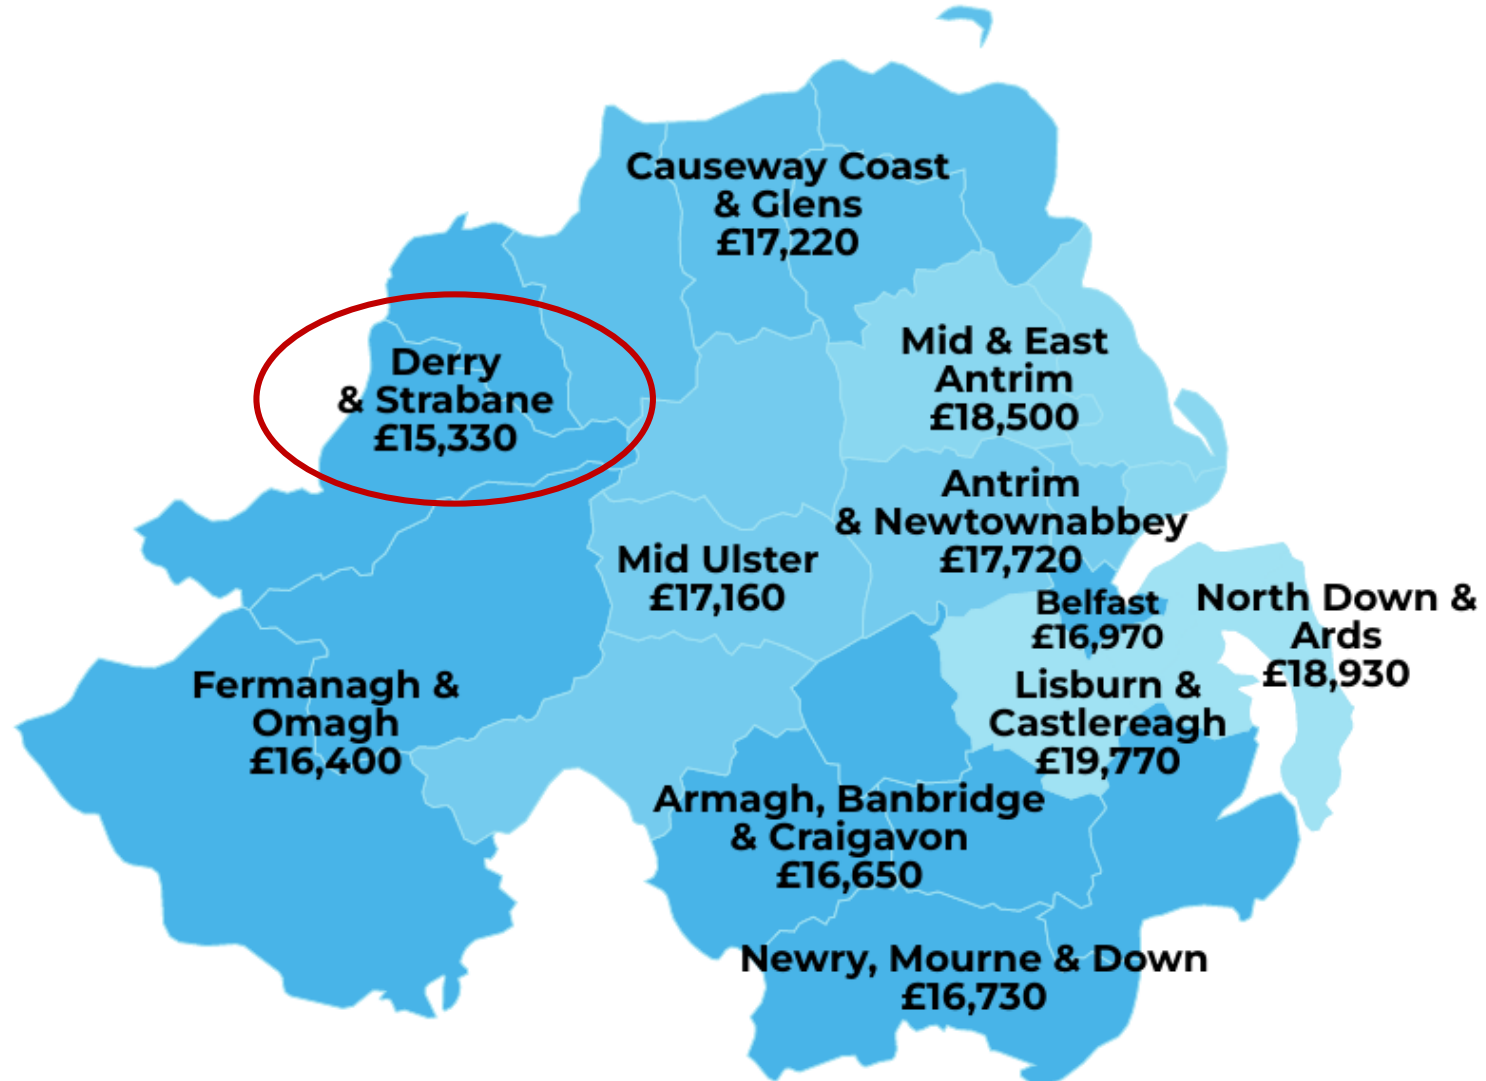 Causeway Coast
& Glens
£17,220
Derry
& Strabane
£15,330
Mid & East
Antrim
£18,500
Antrim
& Newtownabbey
£17,720
Mid Ulster
£17,160
Belfast
£16,970
North Down &
Ards
£18,930
Fermanagh &
Omagh
£16,400
Lisburn &
Castlereagh
£19,770
Armagh, Banbridge
& Craigavon
£16,650
Newry, Mourne & Down
£16,730